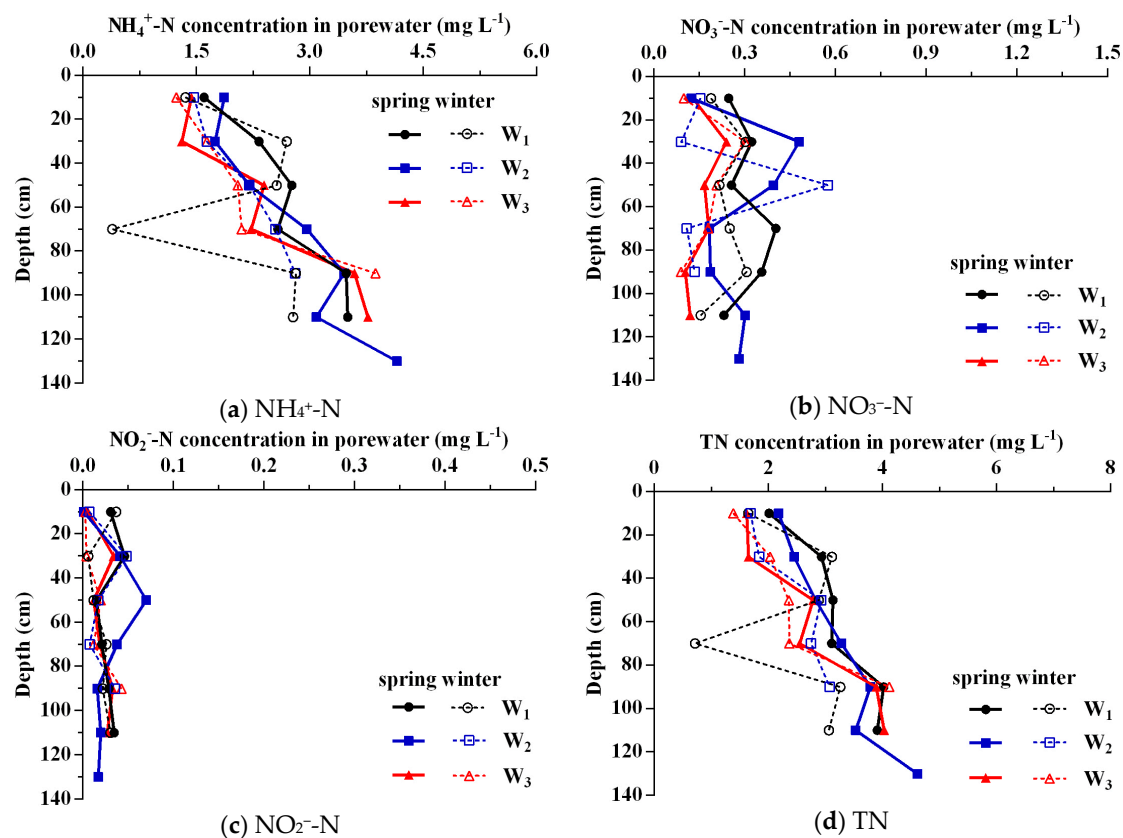 NH₄⁺-N concentration in porewater (mg L⁻¹)
0.0 1.5 3.0 4.5 6.0
0
20
40
60
80
100
120
140
Depth (cm)
spring winter
W₁
W₂
W₃
(a) NH₄⁺-N
NO₃⁻-N concentration in porewater (mg L⁻¹)
0.0 0.3 0.6 0.9 1.2 1.5
0
20
40
60
80
100
120
140
Depth (cm)
spring winter
W₁
W₂
W₃
(b) NO₃⁻-N
NO₂⁻-N concentration in porewater (mg L⁻¹)
0.0 0.1 0.2 0.3 0.4 0.5
0
20
40
60
80
100
120
140
Depth (cm)
spring winter
W₁
W₂
W₃
(c) NO₂⁻-N
TN concentration in porewater (mg L⁻¹)
0 2 4 6 8
0
20
40
60
80
100
120
140
Depth (cm)
spring winter
W₁
W₂
W₃
(d) TN